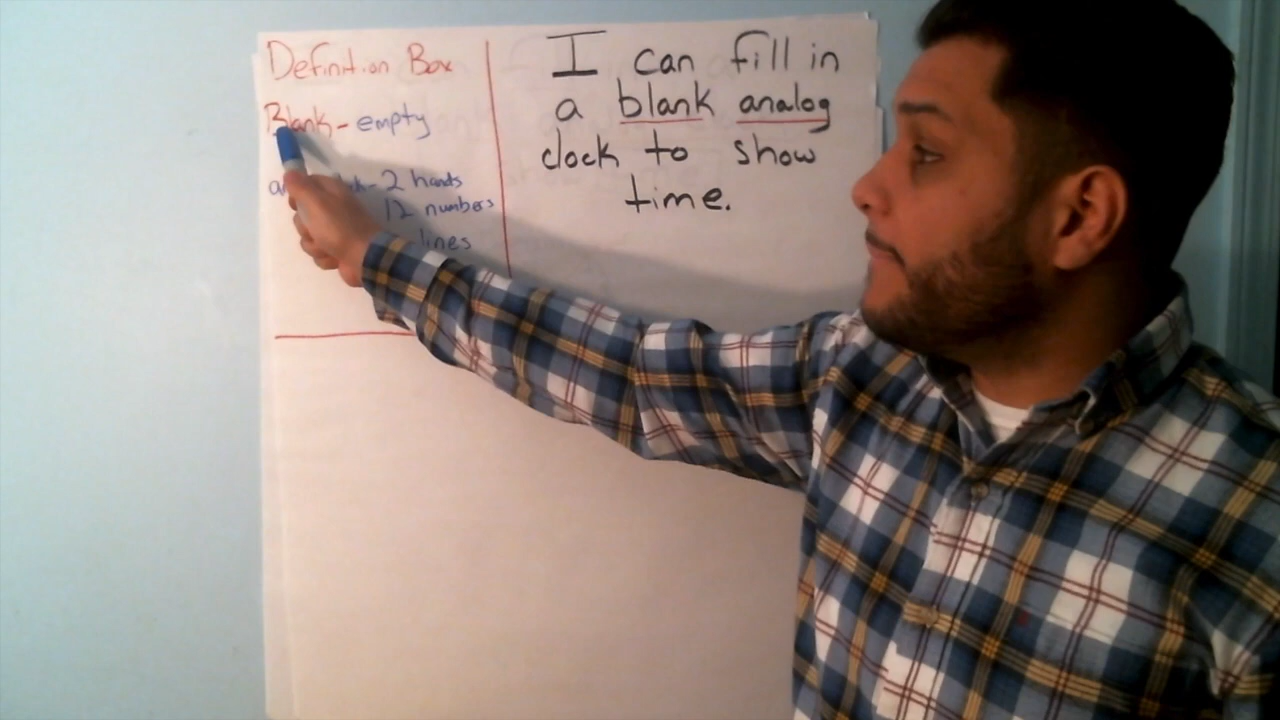 Definition Box
Blank - empty
- 2 hands
12 numbers
lines
I can fill in
a blank analog
clock to show
time.